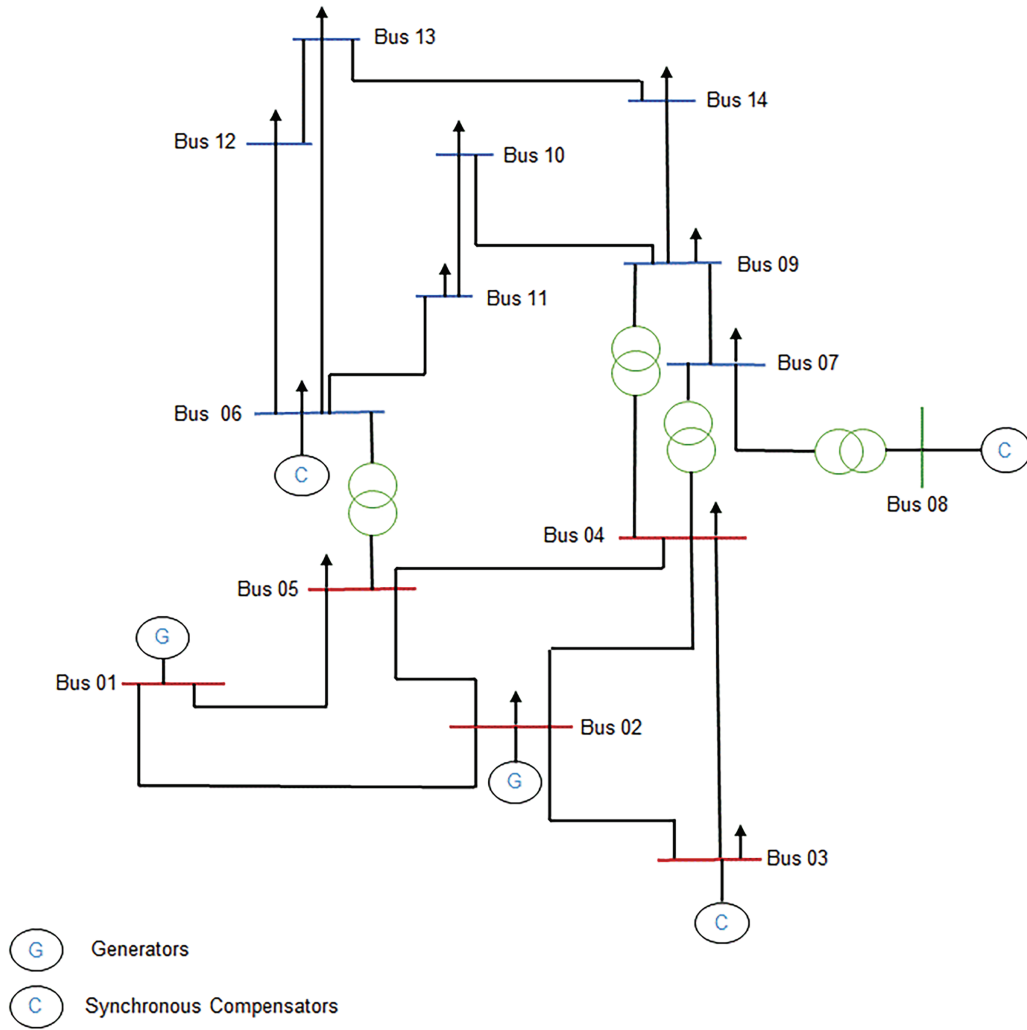 Bus 13
Bus 14
Bus 12
Bus 10
Bus 09
Bus 11
Bus 07
Bus 06
C
C
Bus 08
Bus 04
Bus 05
G
Bus 01
Bus 02
G
Bus 03
C
G Generators
C Synchronous Compensators